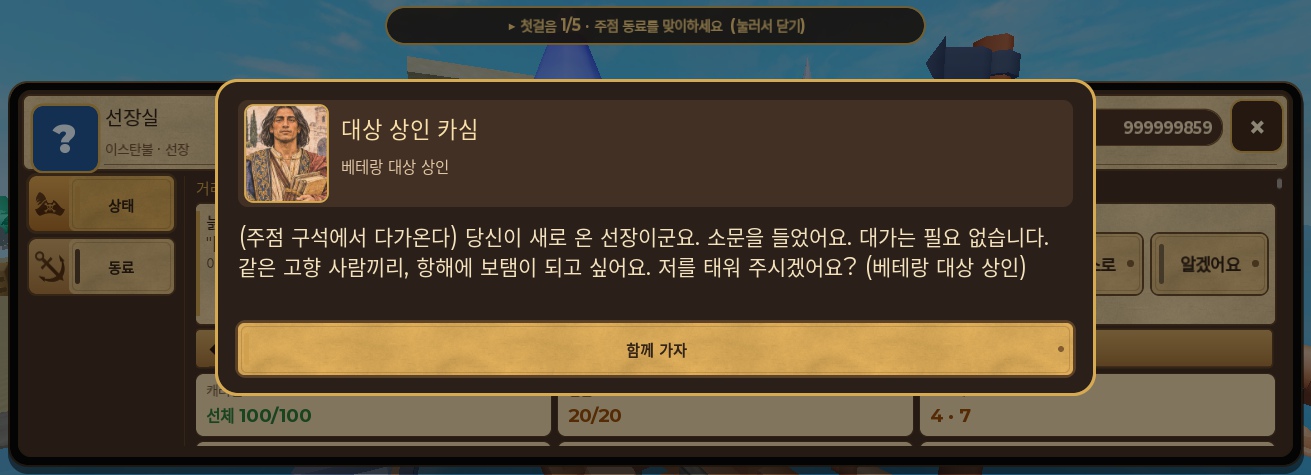 ▸ 첫걸음 1/5 · 주점 동료를 맞이하세요 (눌러서 닫기)
?
선장실
이스탄불 · 선장
999999859
×
대상 상인 카심
베테랑 대상 상인
상태
동료
(주점 구석에서 다가온다) 당신이 새로 온 선장이군요. 소문을 들었어요. 대가는 필요 없습니다.
같은 고향 사람끼리, 항해에 보탬이 되고 싶어요. 저를 태워 주시겠어요? (베테랑 대상 상인)
알겠어요
함께 가자
선체 100/100
20/20
4 · 7